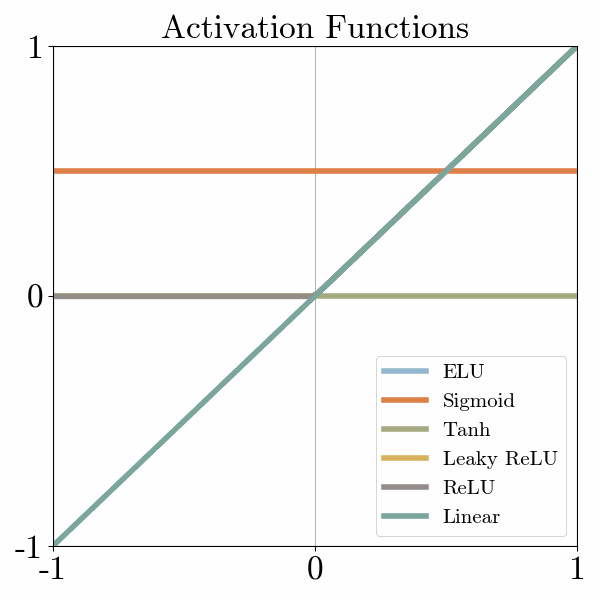 Activation Functions
1
0
-1
-1 0 1
ELU
Sigmoid
Tanh
Leaky ReLU
ReLU
Linear